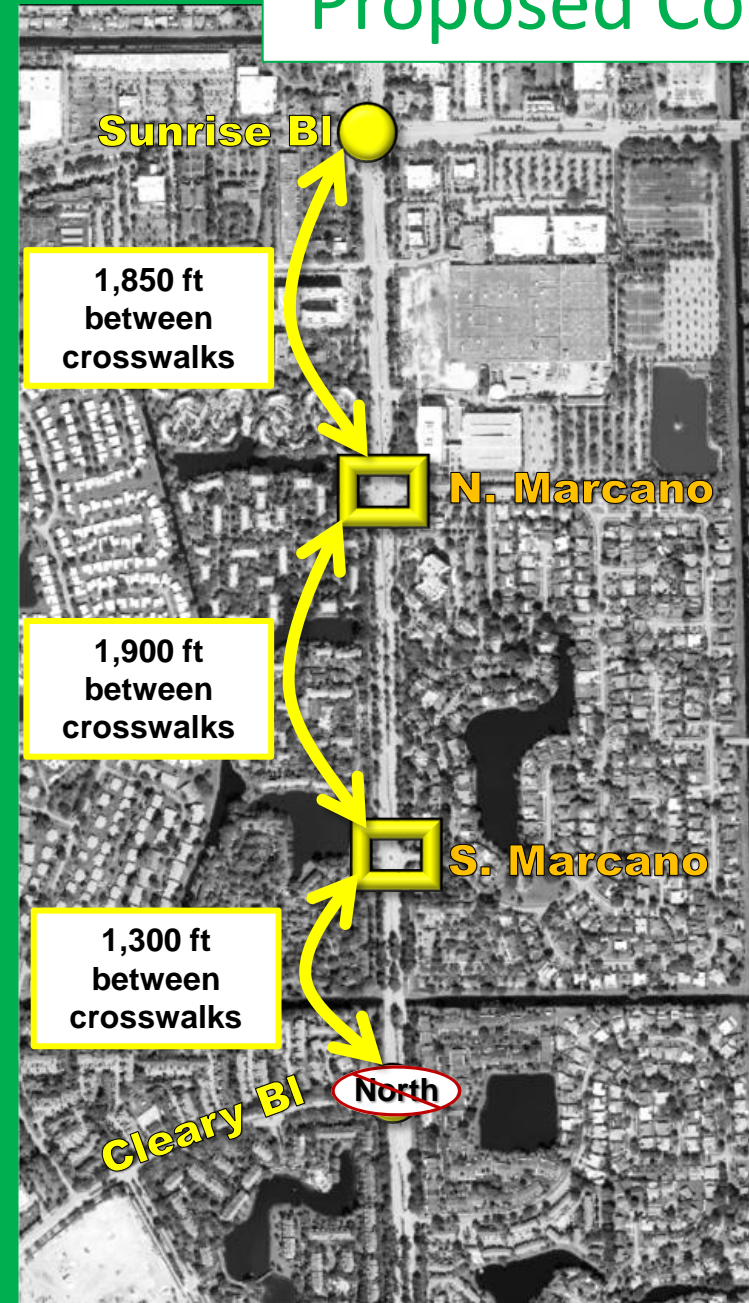 Proposed Co
Sunrise Bl
1,850 ft
between
crosswalks
N. Marcano
1,900 ft
between
crosswalks
S. Marcano
1,300 ft
between
crosswalks
North
Cleary Bl